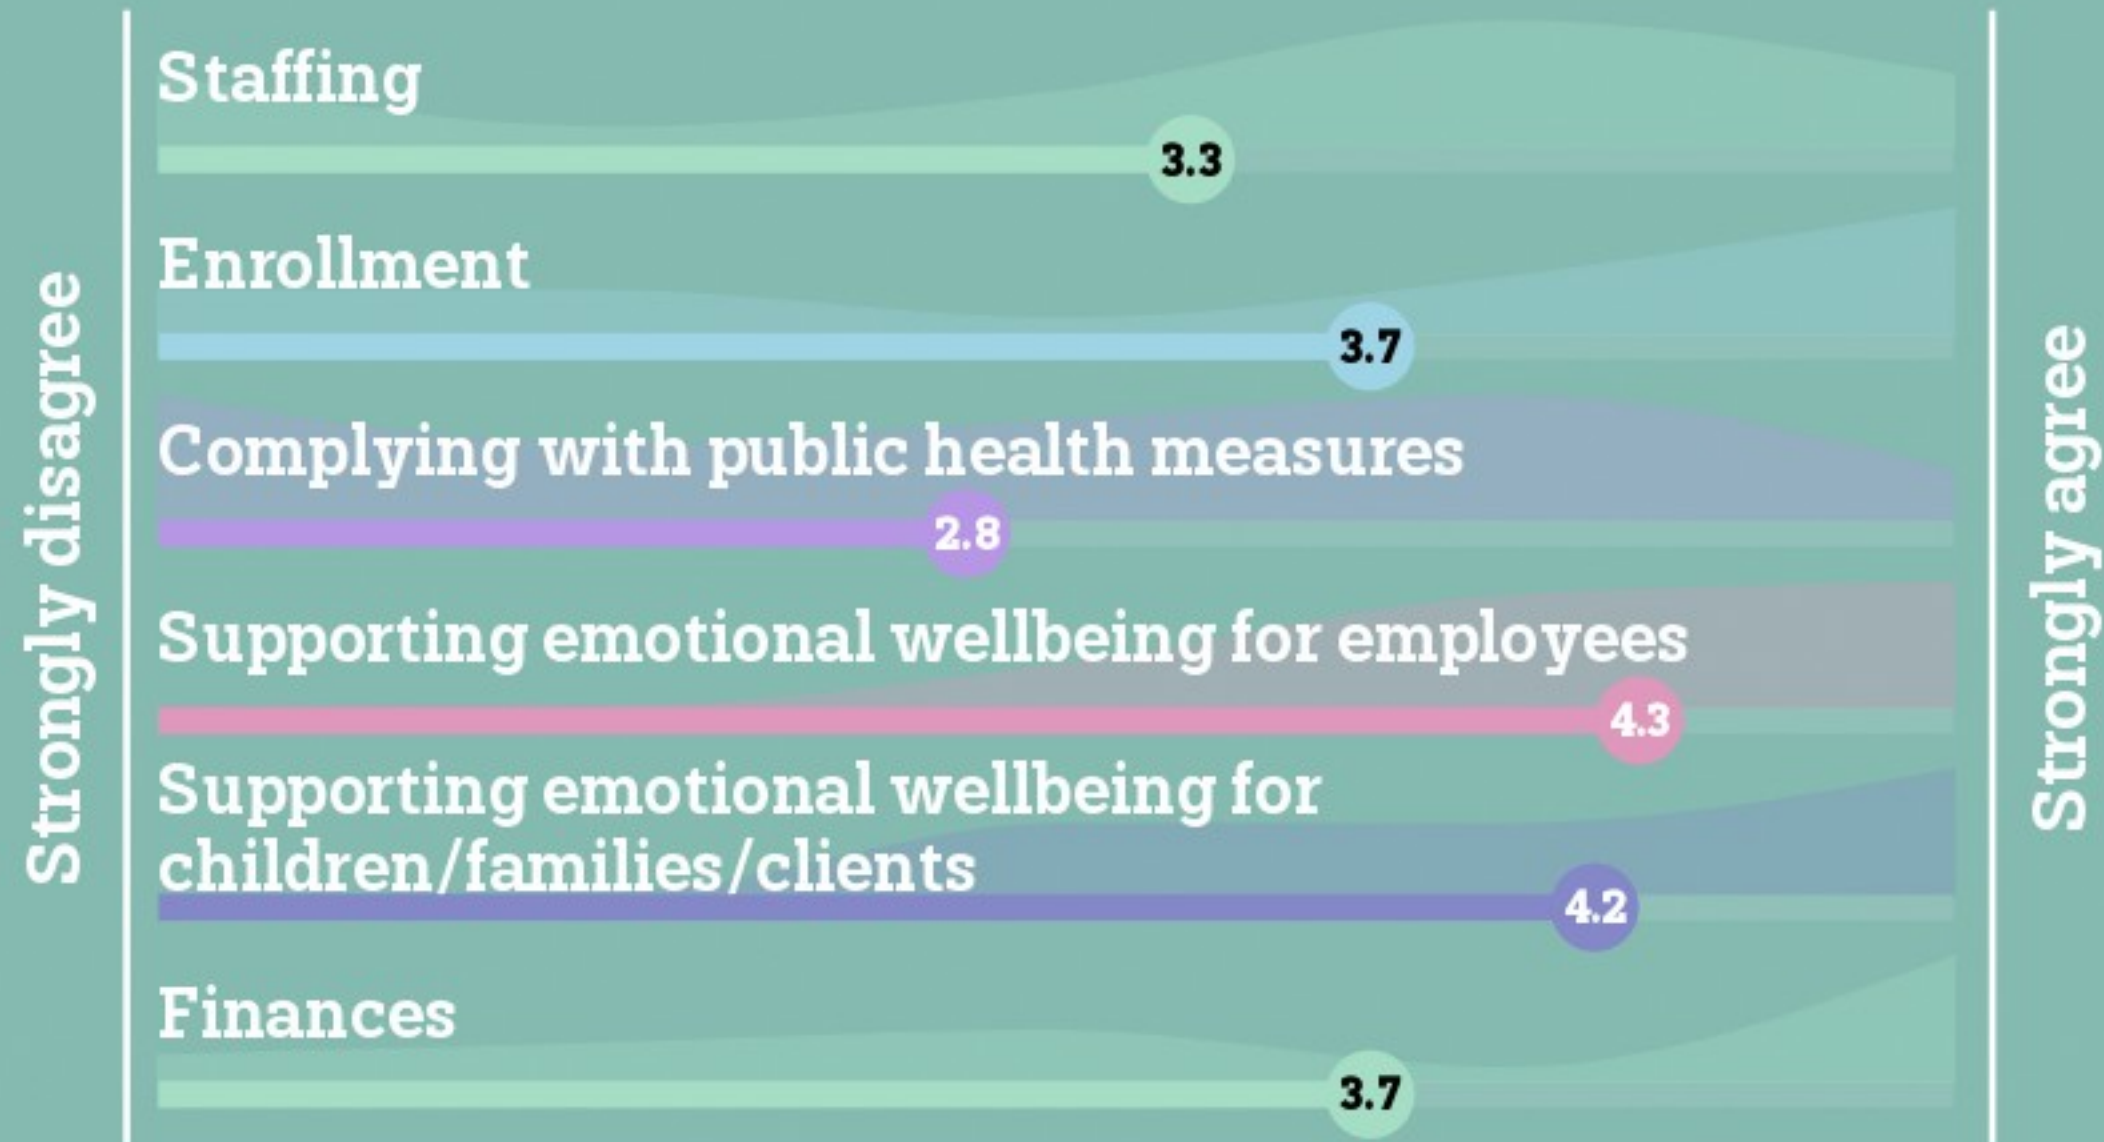 Strongly disagree
Staffing
3.3
Enrollment
3.7
Complying with public health measures
2.8
Supporting emotional wellbeing for employees
4.3
Supporting emotional wellbeing for
children/families/clients
4.2
Finances
3.7
Strongly agree